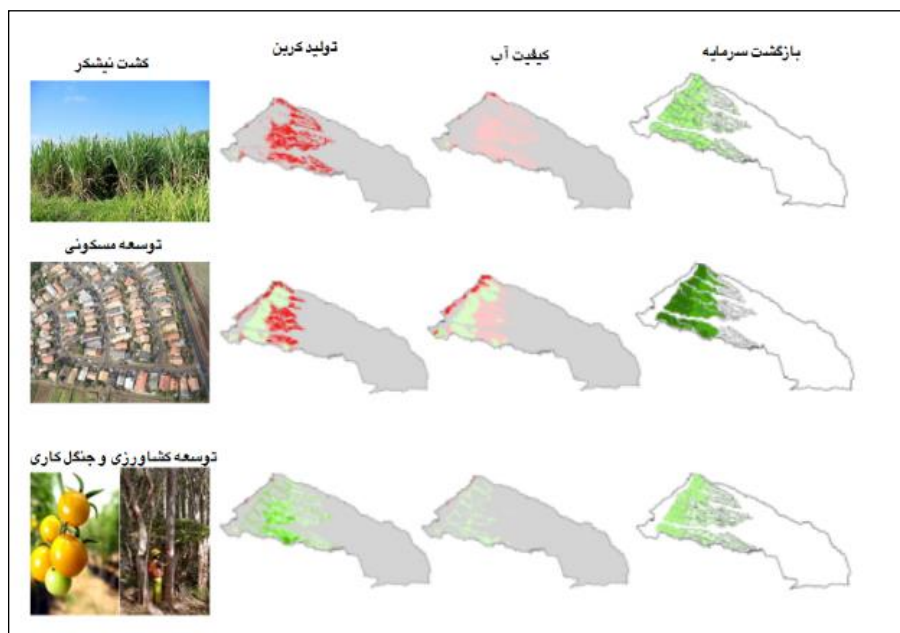 کشت نیشکر
تولید کربن
کیفیت آب
بازگشت سرمایه
توسعه مسکونی
توسعه کشاورزی و جنگل کاری